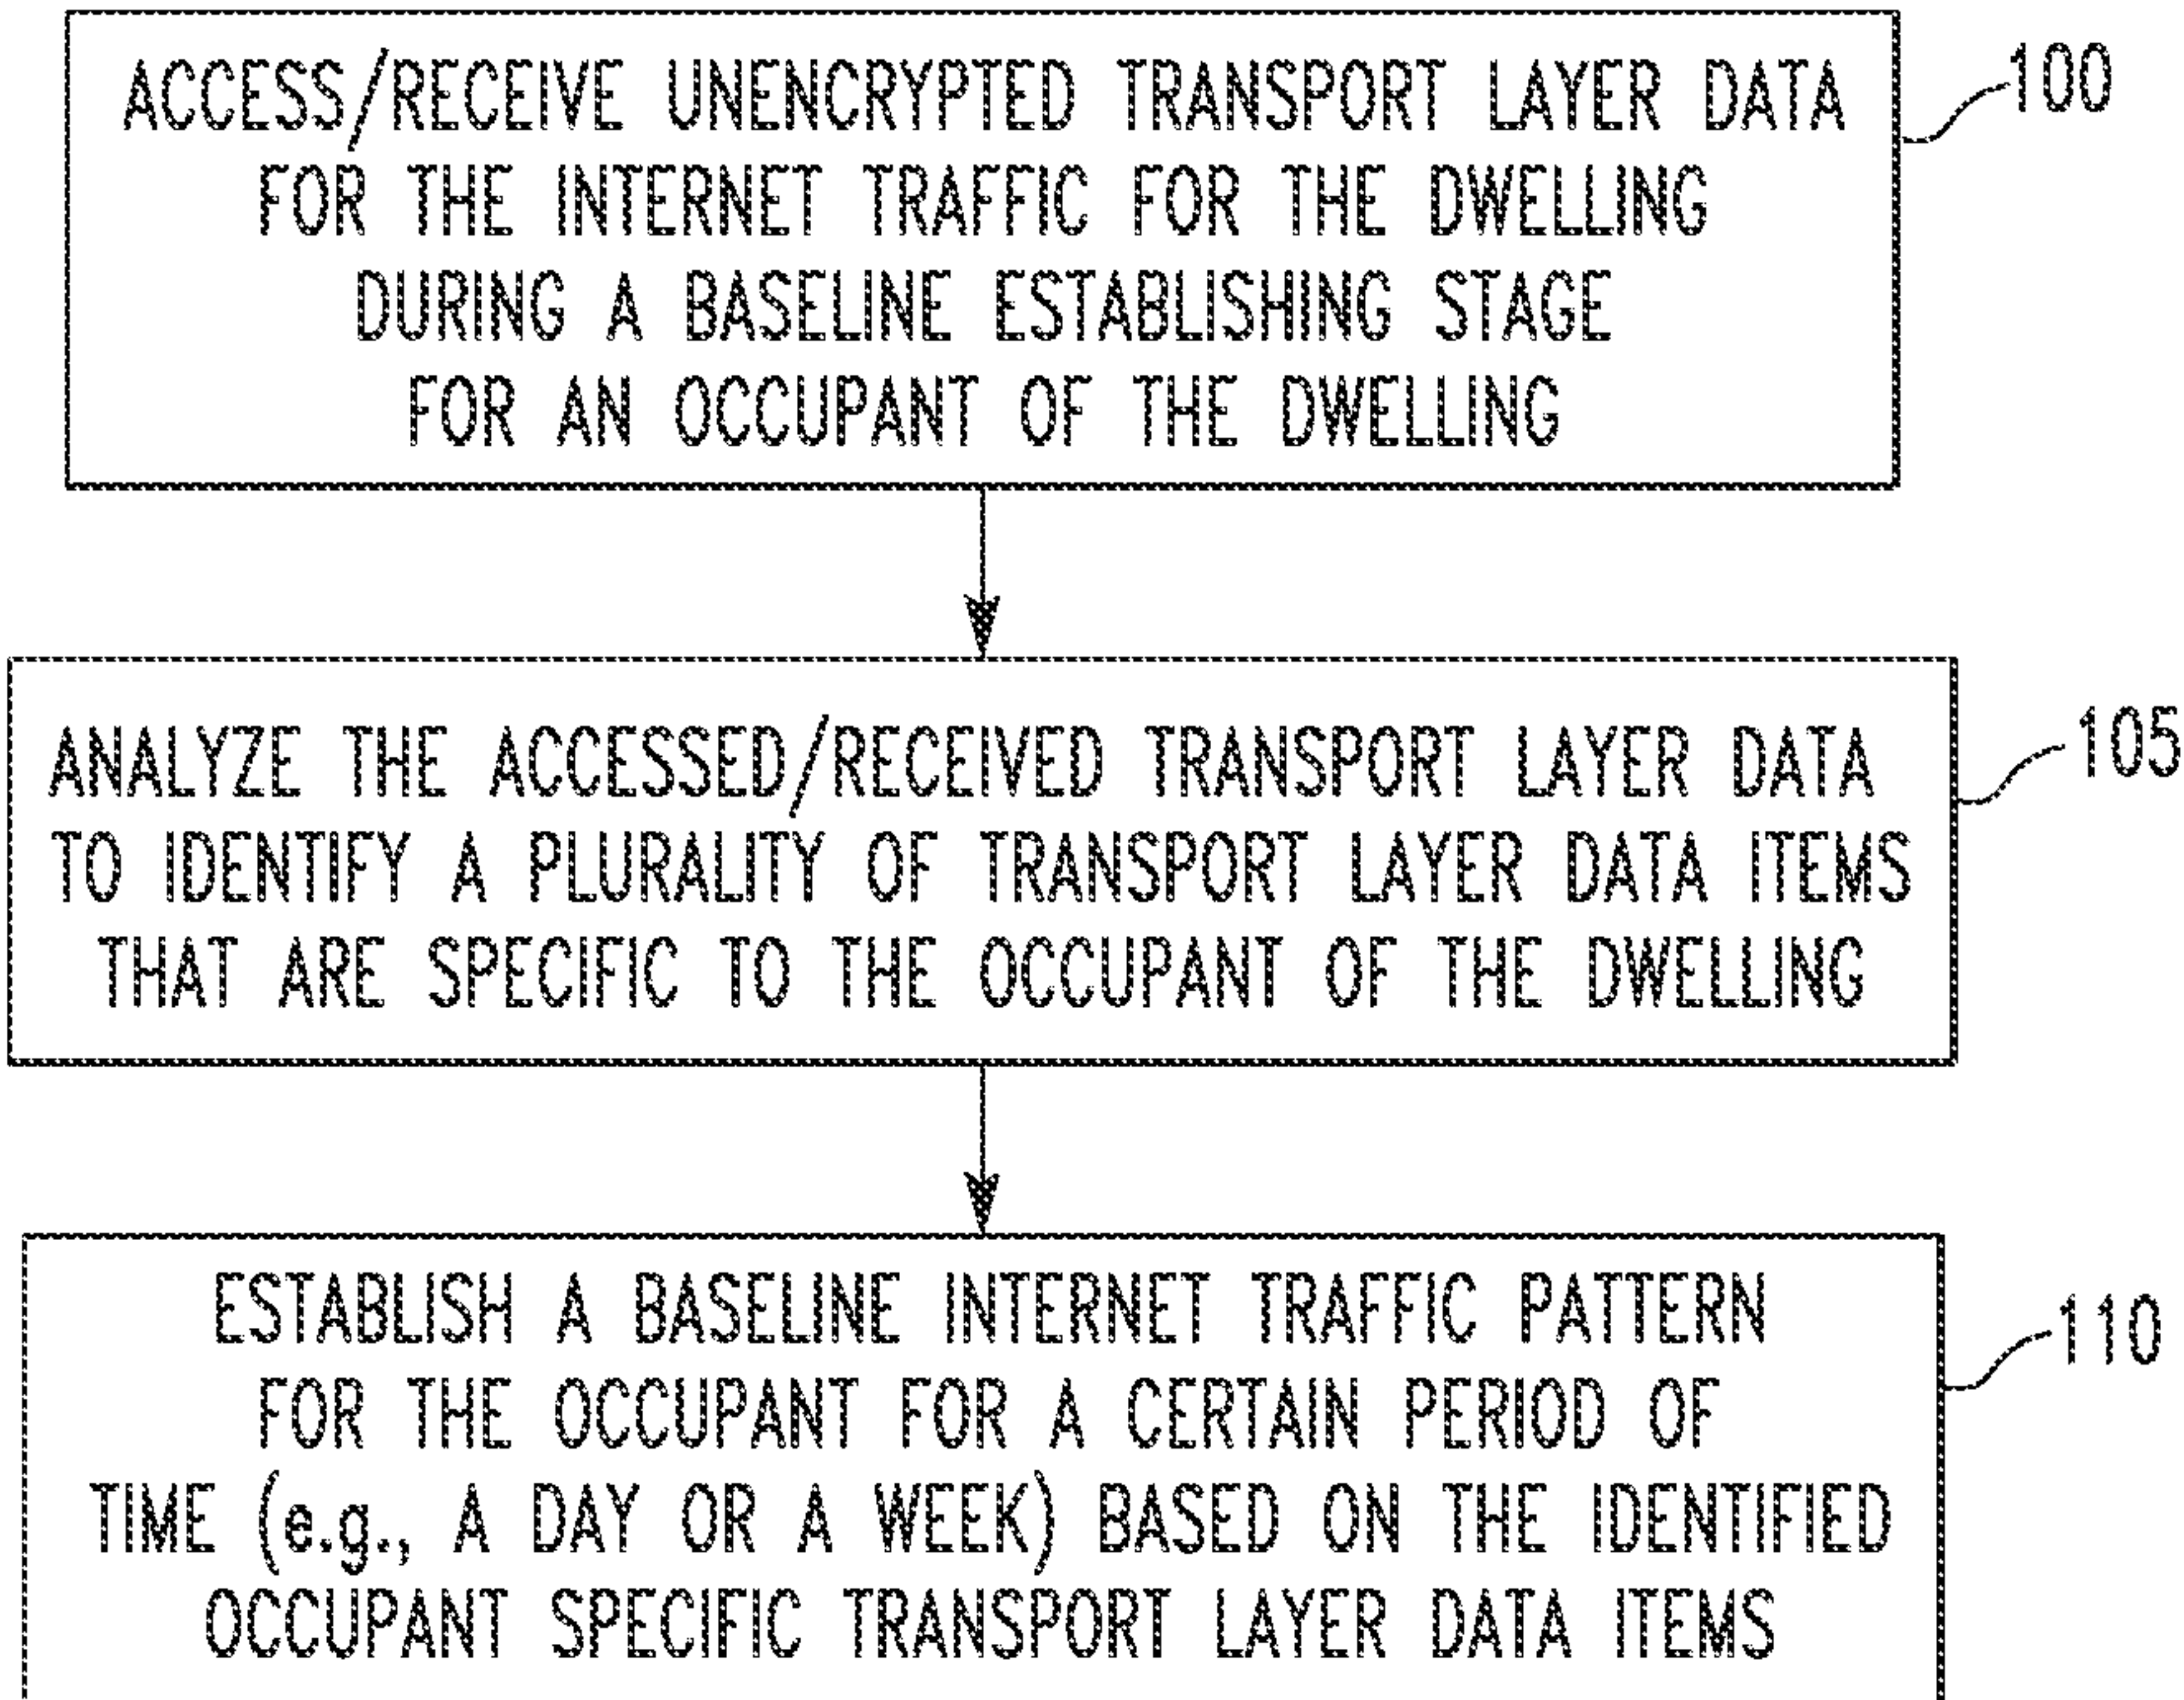 ACCESS/RECEIVE UNENCRYPTED TRANSPORT LAYER DATA
FOR THE INTERNET TRAFFIC FOR THE DWELLING
DURING A BASELINE ESTABLISHING STAGE
FOR AN OCCUPANT OF THE DWELLING
100
ANALYZE THE ACCESSED/RECEIVED TRANSPORT LAYER DATA
TO IDENTIFY A PLURALITY OF TRANSPORT LAYER DATA ITEMS
THAT ARE SPECIFIC TO THE OCCUPANT OF THE DWELLING
105
ESTABLISH A BASELINE INTERNET TRAFFIC PATTERN
FOR THE OCCUPANT FOR A CERTAIN PERIOD OF
TIME (e.g., A DAY OR A WEEK) BASED ON THE IDENTIFIED
OCCUPANT SPECIFIC TRANSPORT LAYER DATA ITEMS
110